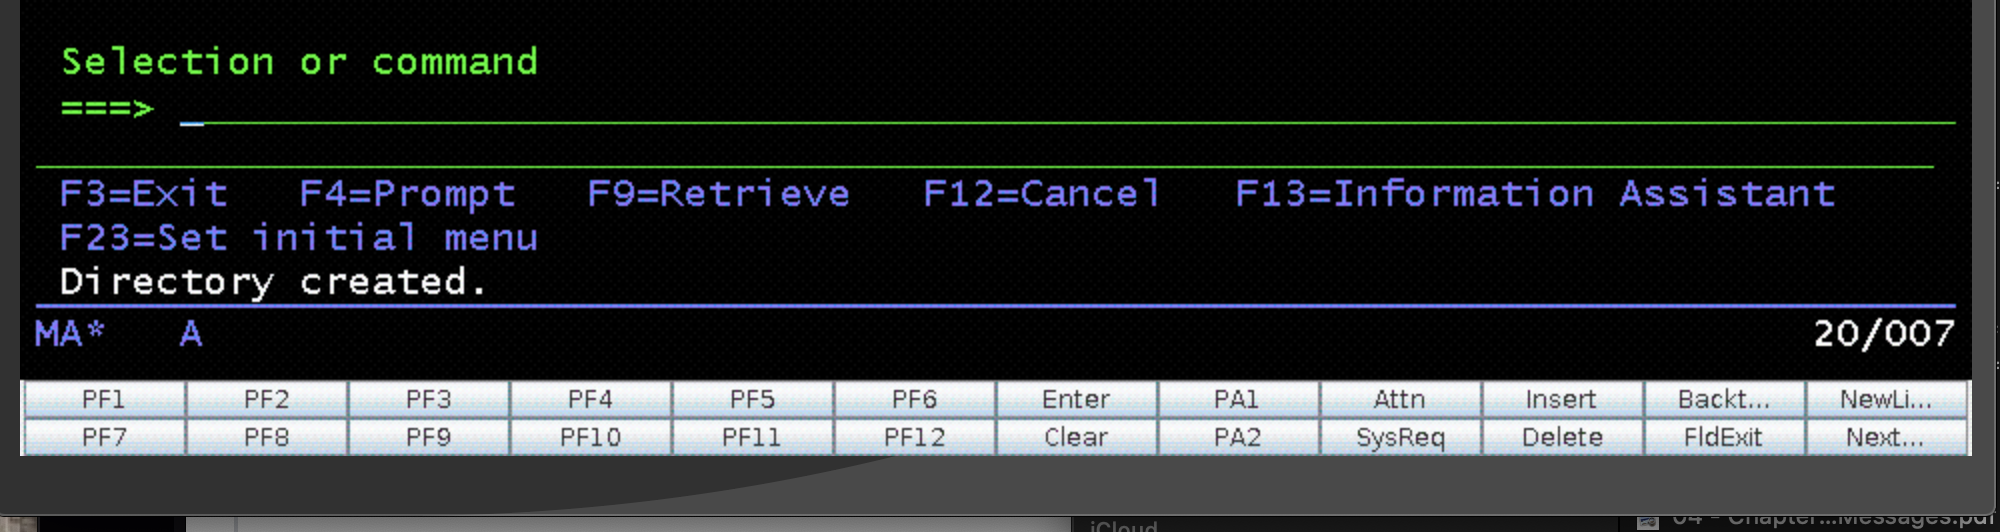 Selection or command
===>
F3=Exit   F4=Prompt   F9=Retrieve   F12=Cancel   F13=Information Assistant
F23=Set initial menu
Directory created.
MA*   A   20/007
PF1 PF2 PF3 PF4 PF5 PF6 Enter PA1 Attn Insert Backt... NewLi...
PF7 PF8 PF9 PF10 PF11 PF12 Clear PA2 SysReq Delete FldExit Next...
iCloud
04 - Chapter...Messages.pdf